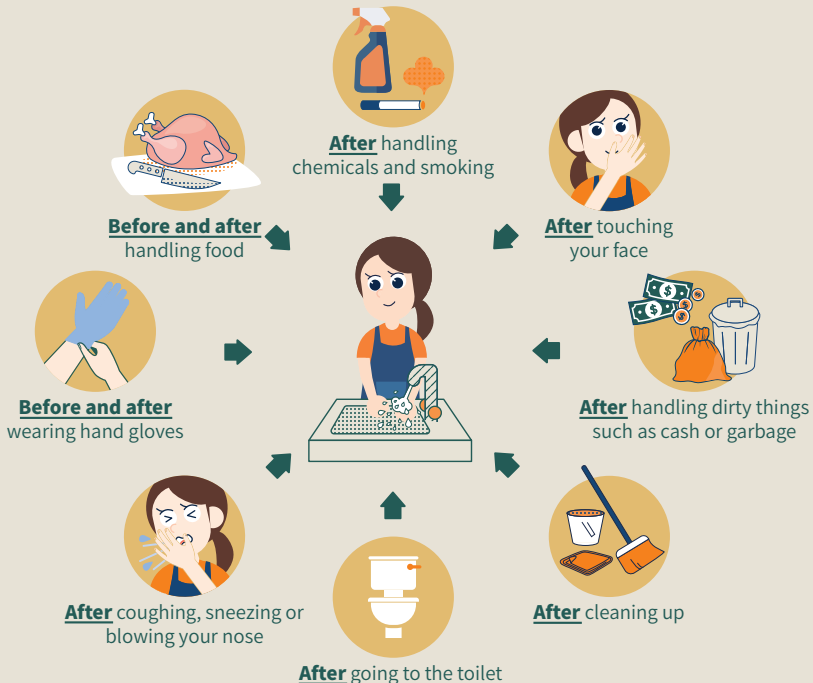 After handling
chemicals and smoking
After touching
your face
After handling dirty things
such as cash or garbage
After cleaning up
After going to the toilet
After coughing, sneezing or
blowing your nose
Before and after
wearing hand gloves
Before and after
handling food